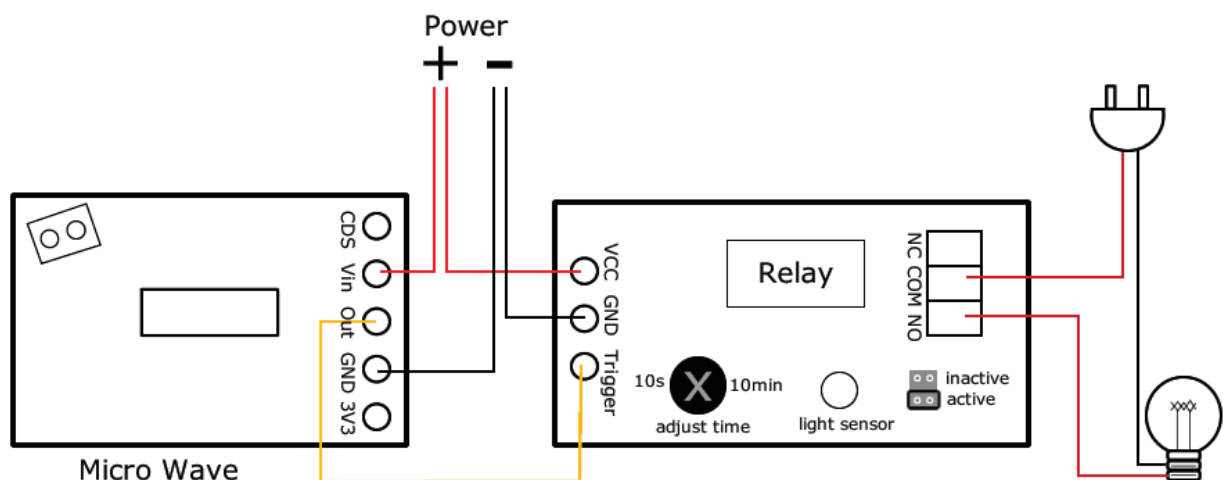 Power
+ -
CDS
Vin
Out
GND
3V3
Micro Wave
VCC
GND
Trigger
Relay
NC
COM
NO
10s
X
10min
adjust time
light sensor
inactive
active